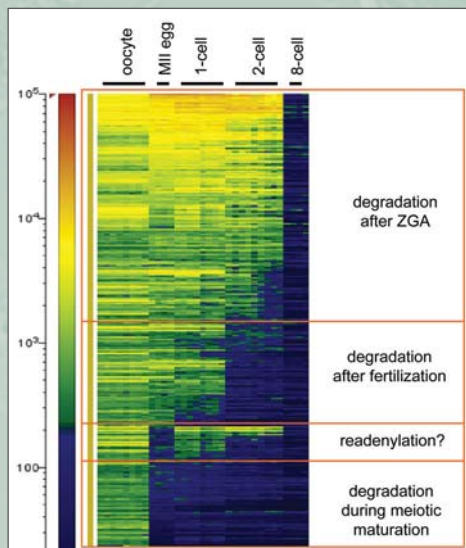 oocyte
MII egg
1-cell
2-cell
8-cell
10⁵
10⁴
10³
100
degradation
after ZGA
degradation
after fertilization
readenylation?
degradation
during meiotic
maturation